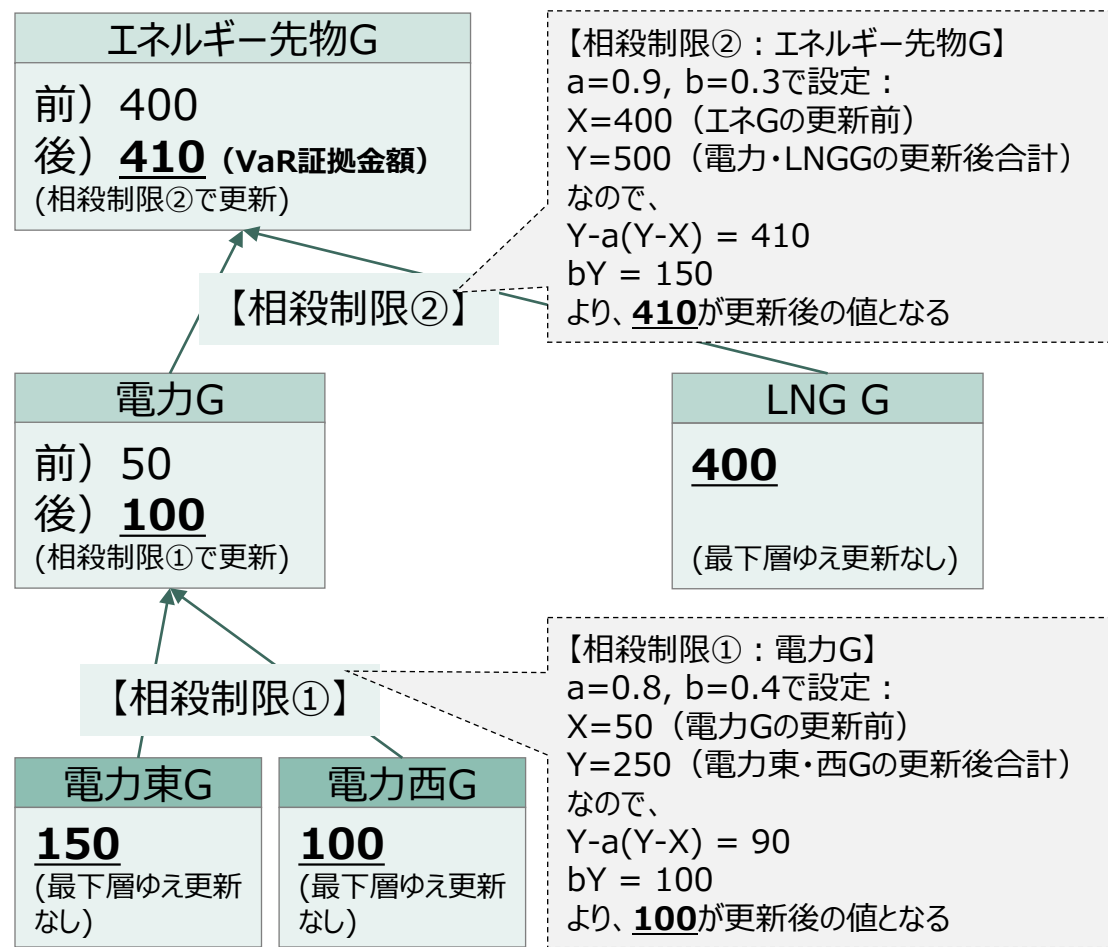 エネルギー先物G
前）400
後）410（VaR証拠金額）
(相殺制限②で更新)
【相殺制限②：エネルギー先物G】
a=0.9, b=0.3で設定：
X=400（エネGの更新前）
Y=500（電力・LNGGの更新後合計）
なので、
Y-a(Y-X) = 410
bY = 150
より、410が更新後の値となる
【相殺制限②】
電力G
前）50
後）100
(相殺制限①で更新)
LNG G
400
(最下層ゆえ更新なし)
【相殺制限①】
【相殺制限①：電力G】
a=0.8, b=0.4で設定：
X=50（電力Gの更新前）
Y=250（電力東・西Gの更新後合計）
なので、
Y-a(Y-X) = 90
bY = 100
より、100が更新後の値となる
電力東G
150
(最下層ゆえ更新
なし)
電力西G
100
(最下層ゆえ更新
なし)